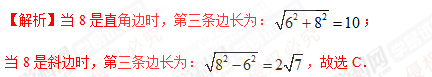 【解析】当 8 是直角边时，第三条边长为：√(6²+8²)=10；
当 8 是斜边时，第三条边长为：√(8²−6²)=2√7，故选 C.